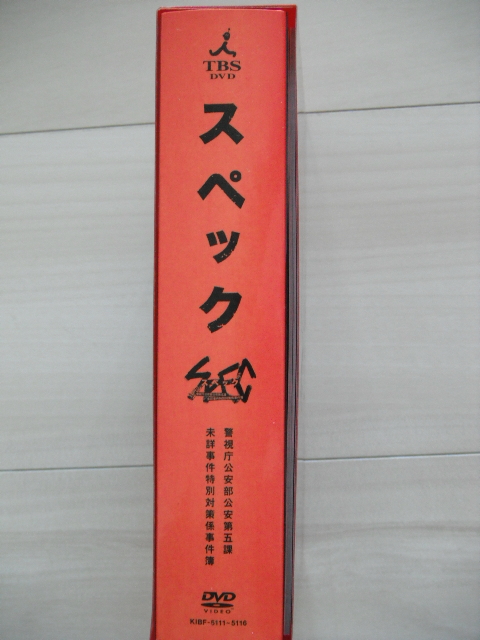 TBS
DVD
スペック
警視庁公安部公安第五課
未詳事件特別対策係事件簿
DVD
VIDEO
KIBF-5111~5116